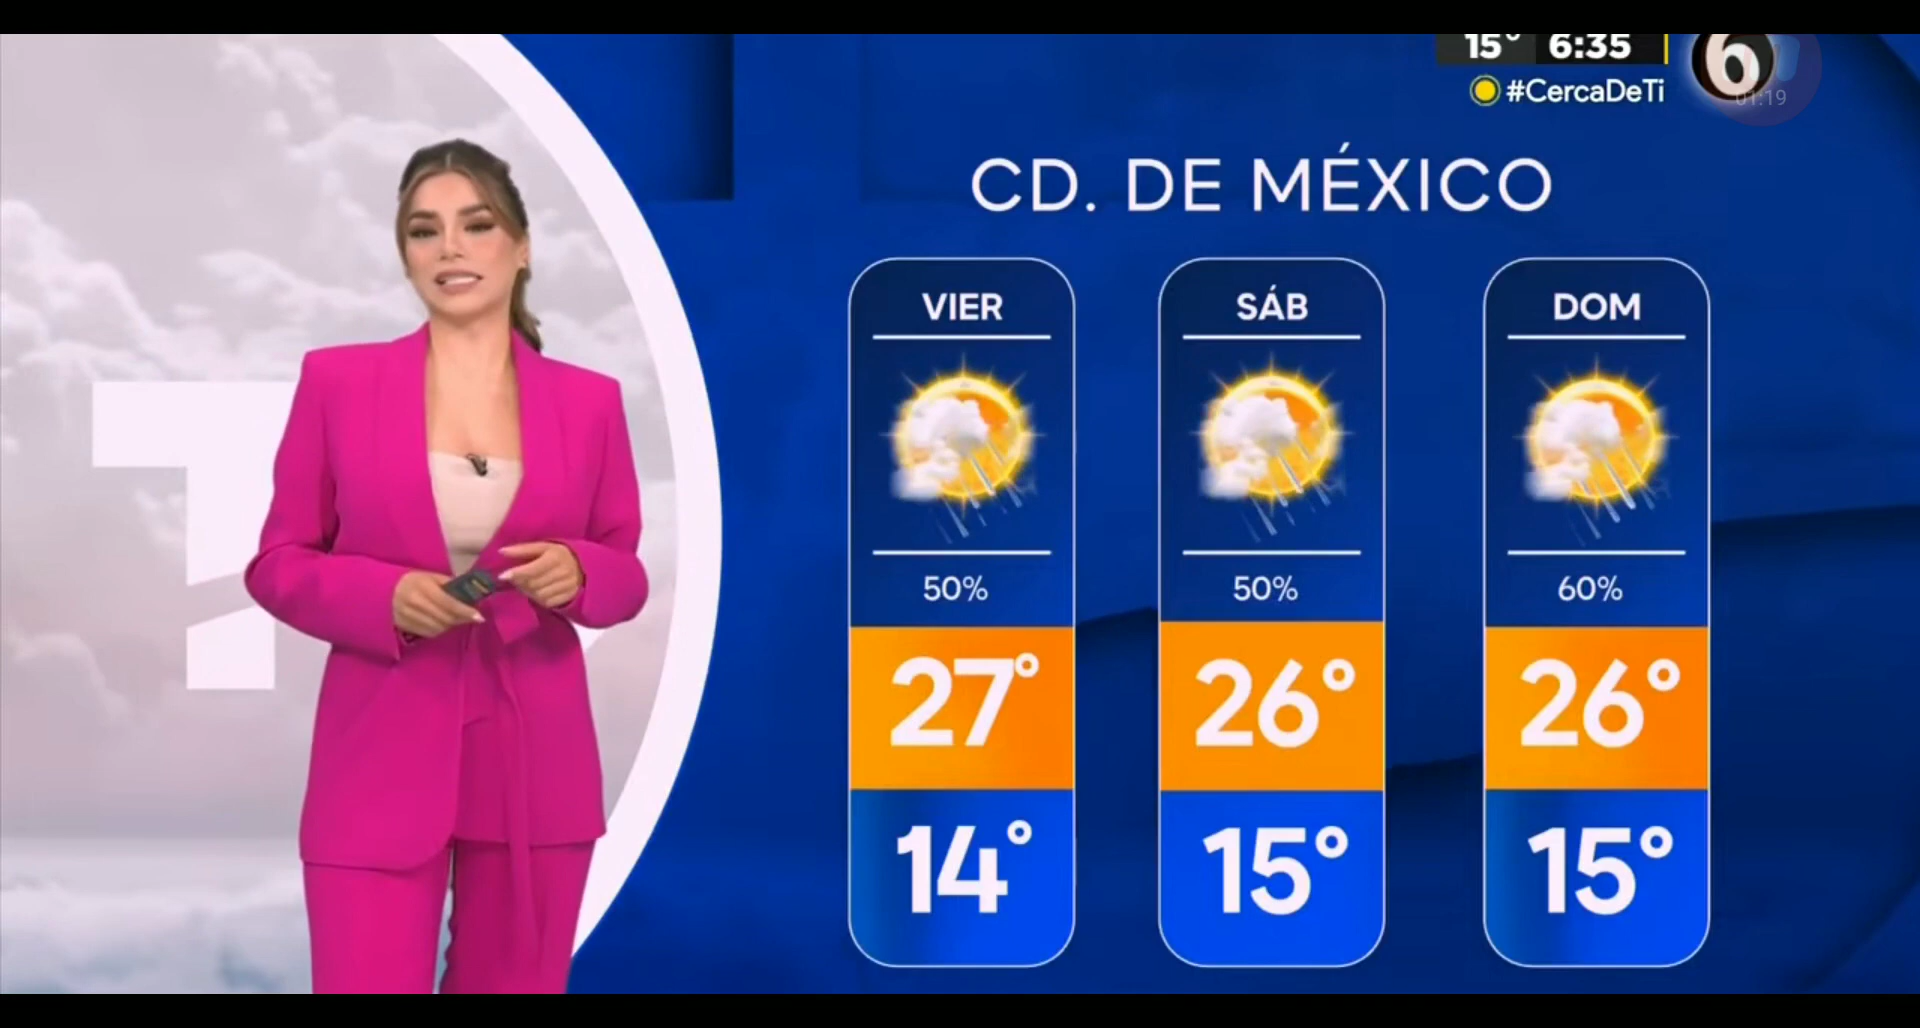 15° 6:35
#CercaDeTi
6
01:19
CD. DE MÉXICO
VIER
50%
27°
14°
SÁB
50%
26°
15°
DOM
60%
26°
15°